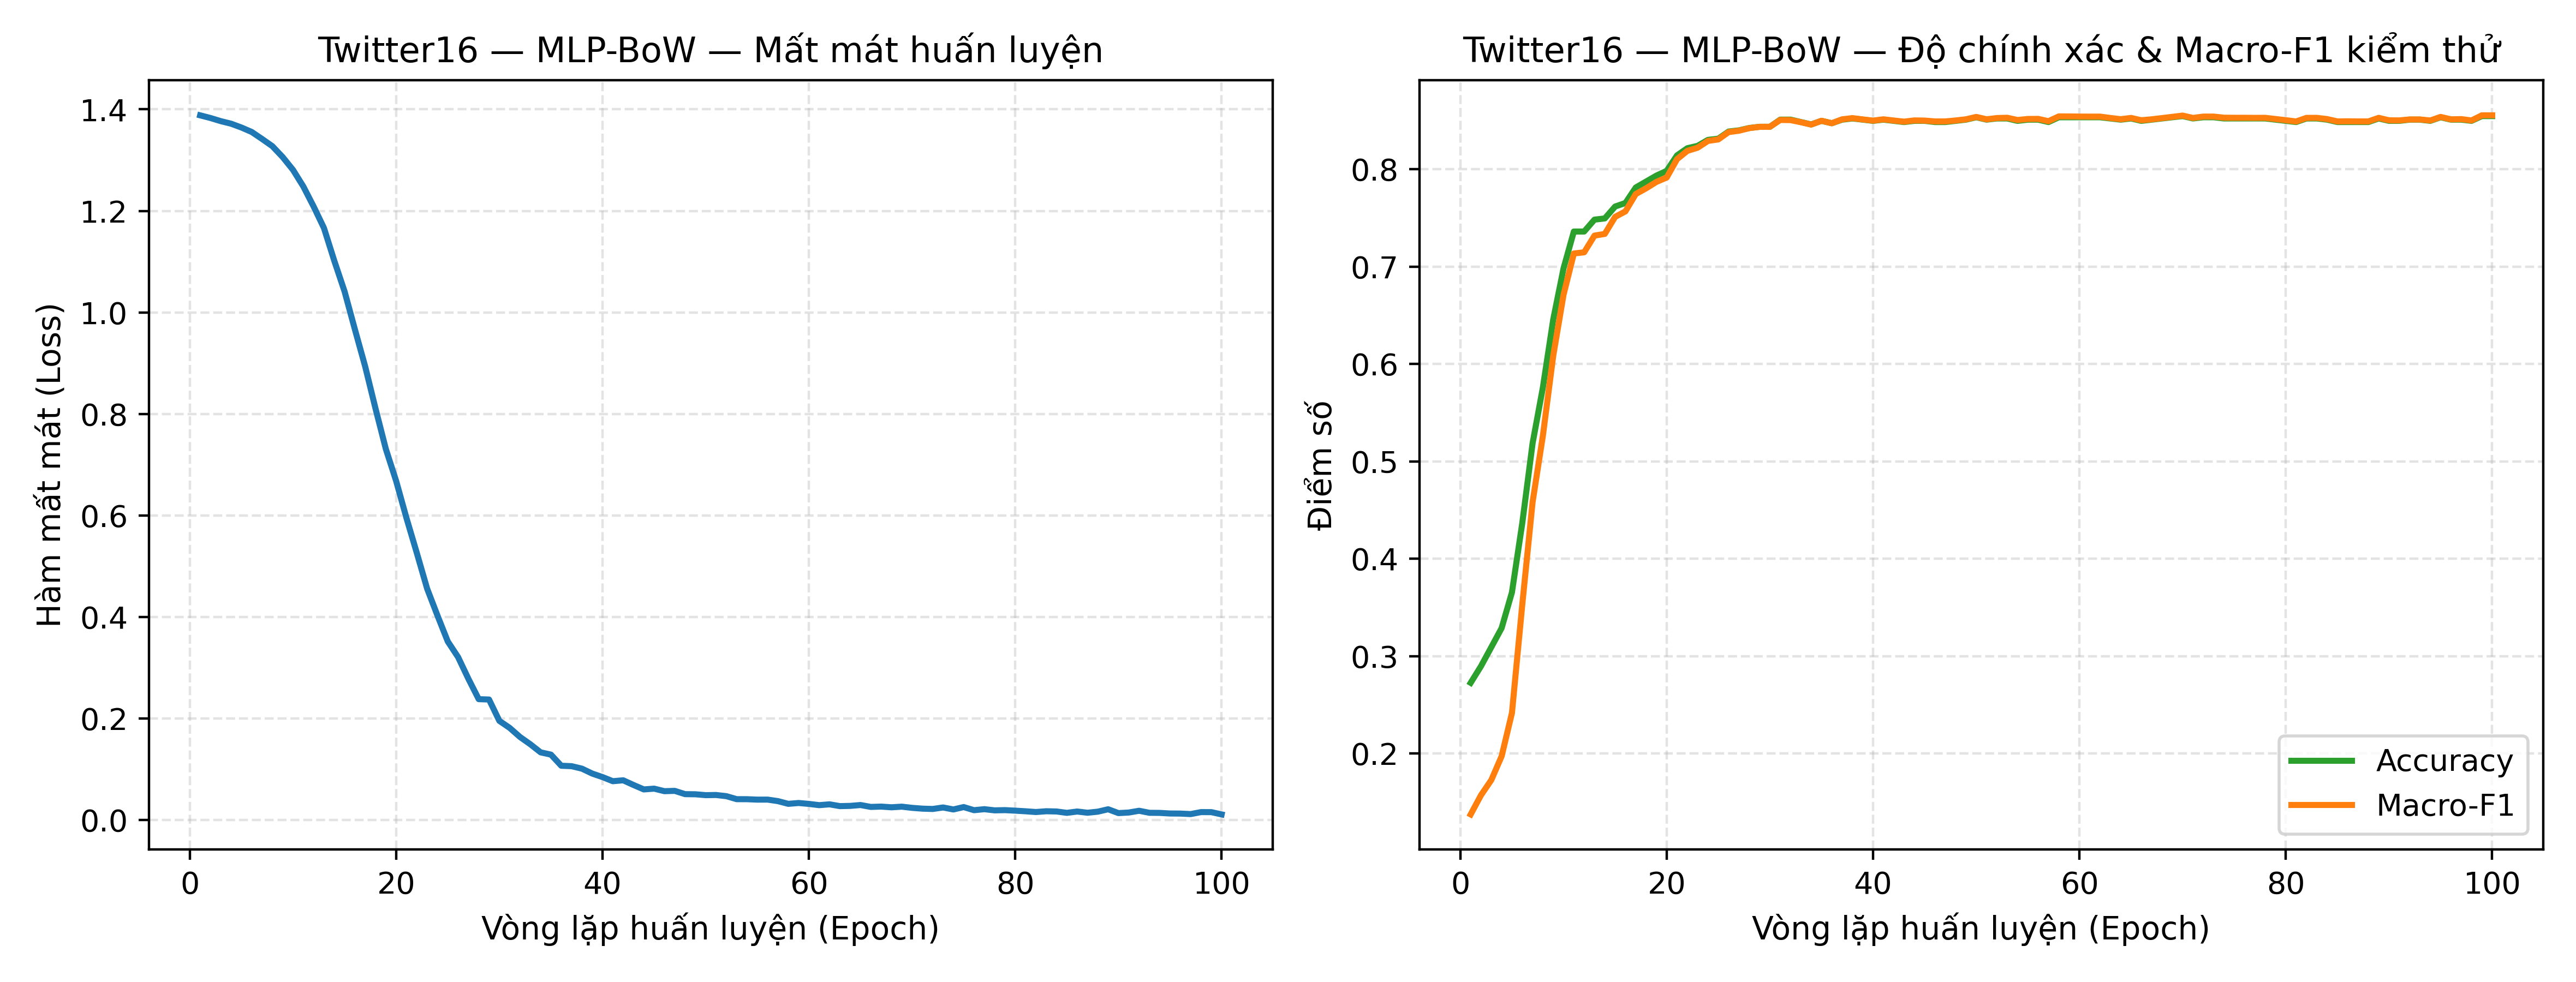 Twitter16 — MLP-BoW — Mất mát huấn luyện
Hàm mất mát (Loss)
1.4
1.2
1.0
0.8
0.6
0.4
0.2
0.0
0 20 40 60 80 100
Vòng lặp huấn luyện (Epoch)
Twitter16 — MLP-BoW — Độ chính xác & Macro-F1 kiểm thử
Điểm số
0.8
0.7
0.6
0.5
0.4
0.3
0.2
Accuracy
Macro-F1
0 20 40 60 80 100
Vòng lặp huấn luyện (Epoch)